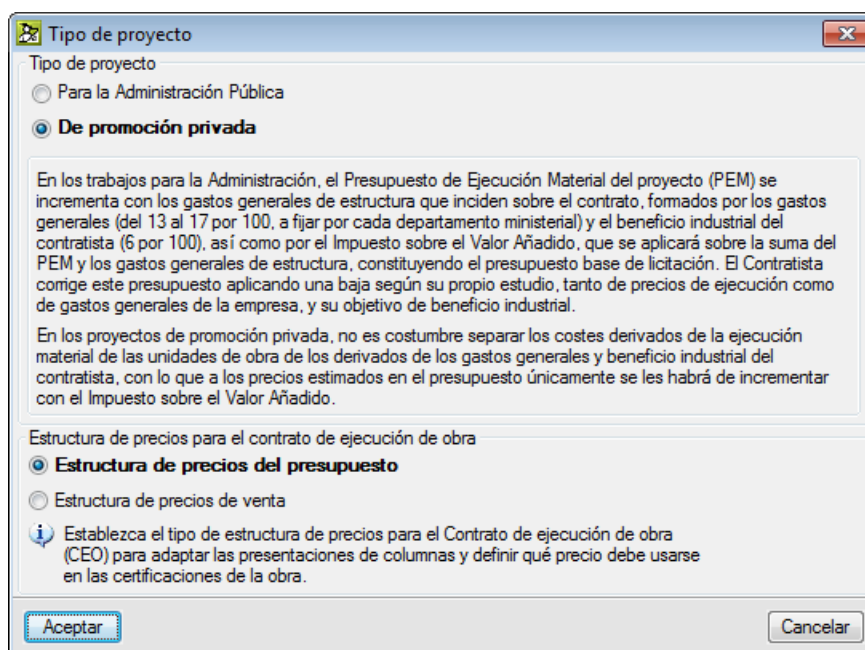 Tipo de proyecto
Tipo de proyecto
Para la Administración Pública
De promoción privada
En los trabajos para la Administración, el Presupuesto de Ejecución Material del proyecto (PEM) se
incrementa con los gastos generales de estructura que inciden sobre el contrato, formados por los gastos
generales (del 13 al 17 por 100, a fijar por cada departamento ministerial) y el beneficio industrial del
contratista (6 por 100), así como por el Impuesto sobre el Valor Añadido, que se aplicará sobre la suma del
PEM y los gastos generales de estructura, constituyendo el presupuesto base de licitación. El Contratista
corrige este presupuesto aplicando una baja según su propio estudio, tanto de precios de ejecución como
de gastos generales de la empresa, y su objetivo de beneficio industrial.
En los proyectos de promoción privada, no es costumbre separar los costes derivados de la ejecución
material de las unidades de obra de los derivados de los gastos generales y beneficio industrial del
contratista, con lo que a los precios estimados en el presupuesto únicamente se les habrá de incrementar
con el Impuesto sobre el Valor Añadido.
Estructura de precios para el contrato de ejecución de obra
Estructura de precios del presupuesto
Estructura de precios de venta
Establezca el tipo de estructura de precios para el Contrato de ejecución de obra
(CEO) para adaptar las presentaciones de columnas y definir qué precio debe usarse
en las certificaciones de la obra.
Aceptar
Cancelar